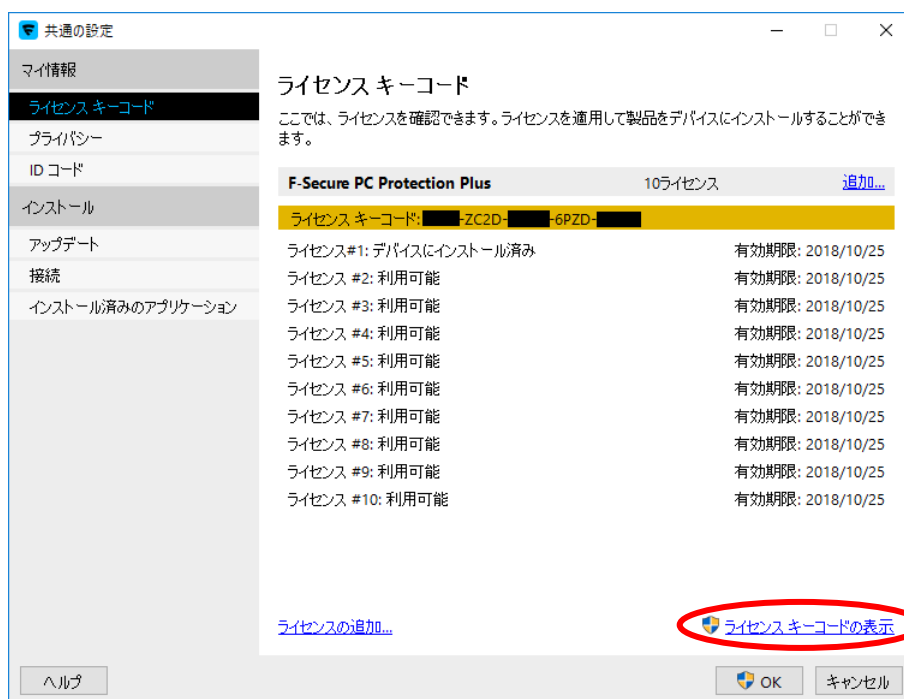 共通の設定
マイ情報
ライセンス キーコード
プライバシー
ID コード
インストール
アップデート
接続
インストール済みのアプリケーション
ライセンス キーコード
ここでは、ライセンスを確認できます。ライセンスを適用して製品をデバイスにインストールすることができ
ます。
F-Secure PC Protection Plus 10ライセンス 追加...
ライセンス キーコード: -ZC2D- -6PZD-
ライセンス#1: デバイスにインストール済み 有効期限: 2018/10/25
ライセンス #2: 利用可能 有効期限: 2018/10/25
ライセンス #3: 利用可能 有効期限: 2018/10/25
ライセンス #4: 利用可能 有効期限: 2018/10/25
ライセンス #5: 利用可能 有効期限: 2018/10/25
ライセンス #6: 利用可能 有効期限: 2018/10/25
ライセンス #7: 利用可能 有効期限: 2018/10/25
ライセンス #8: 利用可能 有効期限: 2018/10/25
ライセンス #9: 利用可能 有効期限: 2018/10/25
ライセンス #10: 利用可能 有効期限: 2018/10/25
ライセンスの追加... ライセンス キーコードの表示
ヘルプ OK キャンセル